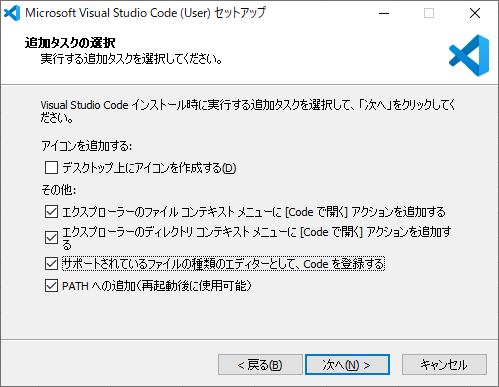 Microsoft Visual Studio Code (User) セットアップ
追加タスクの選択
実行する追加タスクを選択してください。
Visual Studio Code インストール時に実行する追加タスクを選択して、「次へ」をクリックしてく
ださい。
アイコンを追加する:
デスクトップ上にアイコンを作成する(D)
その他:
エクスプローラーのファイル コンテキスト メニューに [Code で開く] アクションを追加する
エクスプローラーのディレクトリ コンテキスト メニューに [Code で開く] アクションを追加す
る
サポートされているファイルの種類のエディターとして、Code を登録する
PATH への追加（再起動後に使用可能）
< 戻る(B)
次へ(N) >
キャンセル